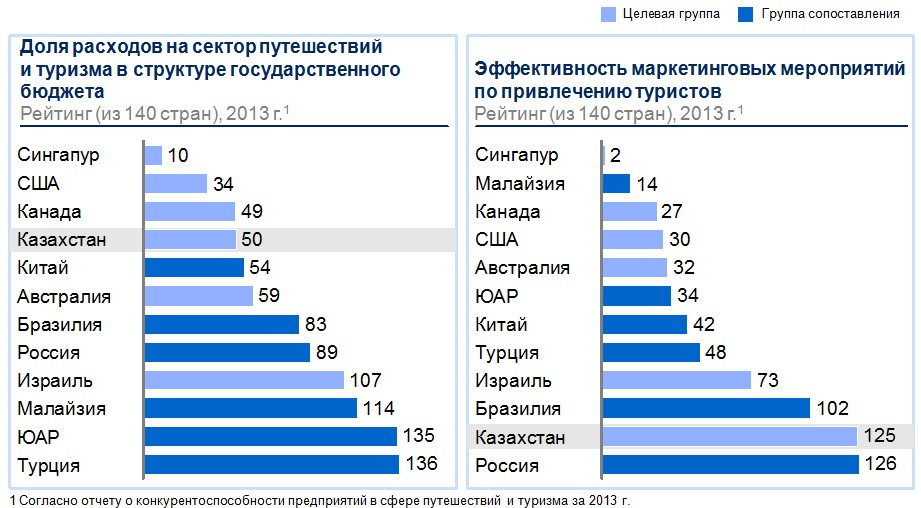 Целевая группа
Группа сопоставления
Доля расходов на сектор путешествий
и туризма в структуре государственного
бюджета
Рейтинг (из 140 стран), 2013 г.1
Сингапур 10
США 34
Канада 49
Казахстан 50
Китай 54
Австралия 59
Бразилия 83
Россия 89
Израиль 107
Малайзия 114
ЮАР 135
Турция 136
Эффективность маркетинговых мероприятий
по привлечению туристов
Рейтинг (из 140 стран), 2013 г.1
Сингапур 2
Малайзия 14
Канада 27
США 30
Австралия 32
ЮАР 34
Китай 42
Турция 48
Израиль 73
Бразилия 102
Казахстан 125
Россия 126
1 Согласно отчету о конкурентоспособности предприятий в сфере путешествий и туризма за 2013 г.